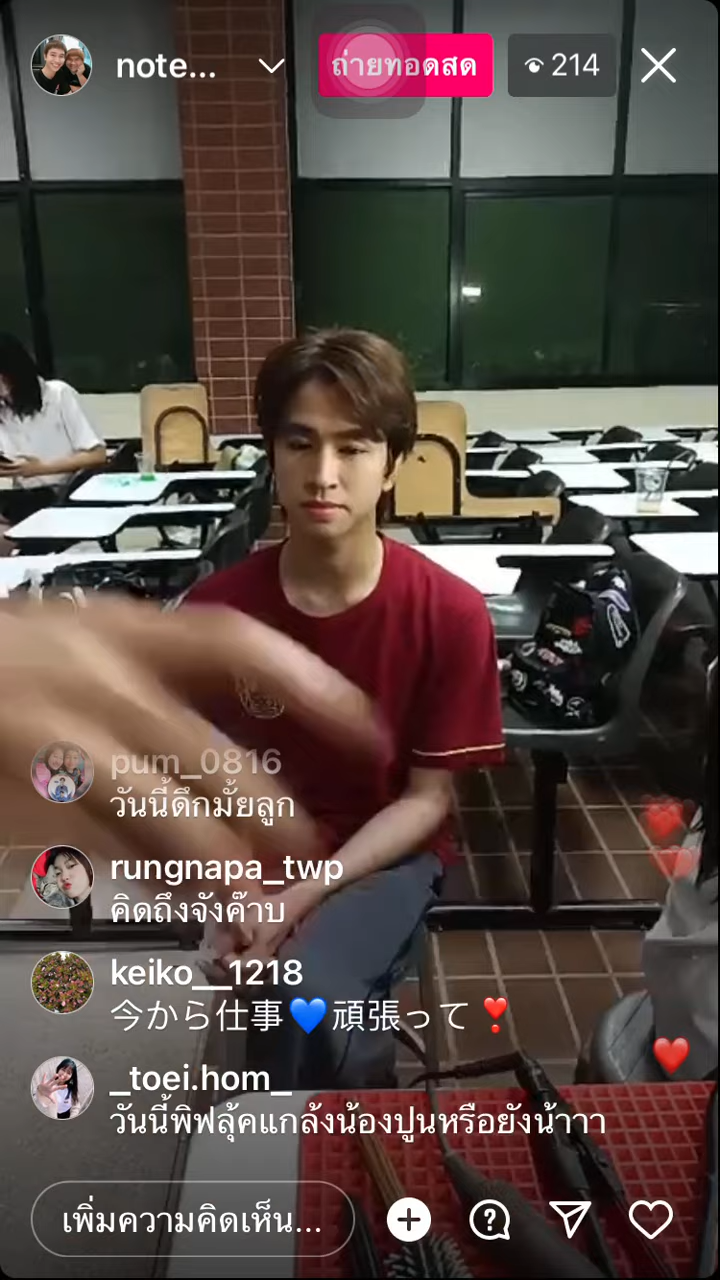 note...
ถ่ายทอดสด
214
pum_0816
วันนี้ดึกมั้ยลูก
rungnapa_twp
คิดถึงจังค๊าบ
keiko__1218
今から仕事💙頑張って❣️
_toei.hom_
วันนี้พิฟลุ้คแกล้งน้องปูนหรือยังน้าาา
เพิ่มความคิดเห็น...